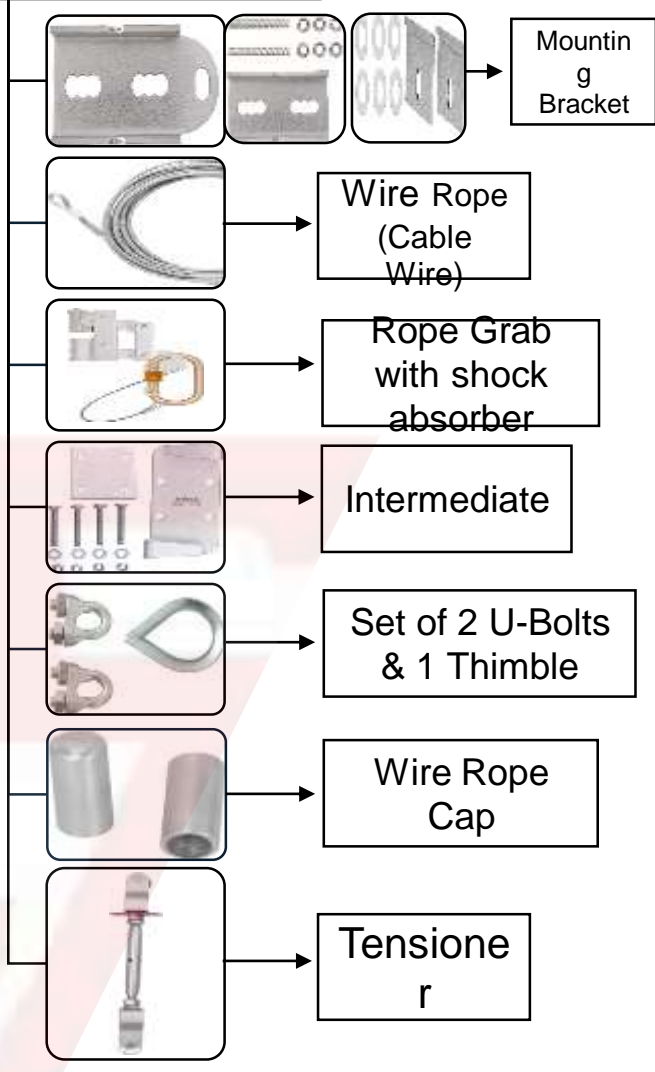 Mountin
g
Bracket
Wire Rope
(Cable
Wire)
Rope Grab
with shock
absorber
Intermediate
Set of 2 U-Bolts
& 1 Thimble
Wire Rope
Cap
Tensione
r